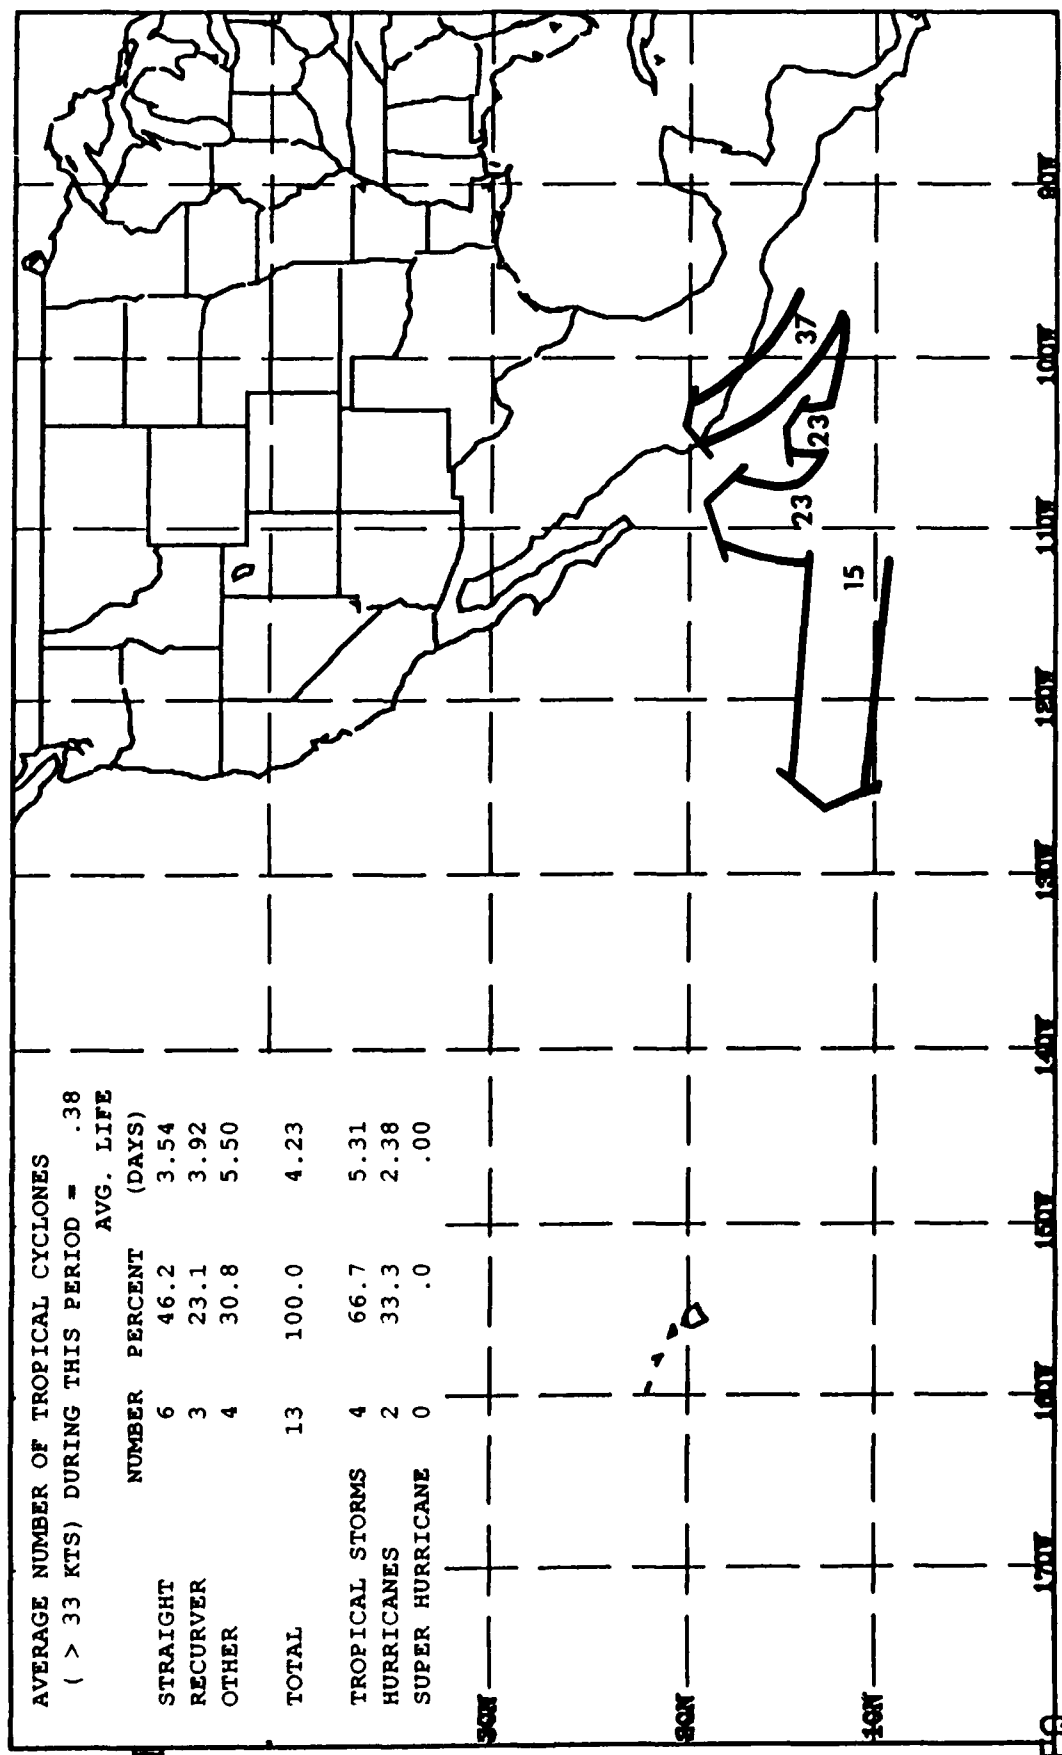 AVERAGE NUMBER OF TROPICAL CYCLONES
( > 33 KTS) DURING THIS PERIOD = .38
AVG. LIFE
NUMBER PERCENT (DAYS)
STRAIGHT 6 46.2 3.54
RECURVER 3 23.1 3.92
OTHER 4 30.8 5.50
TOTAL 13 100.0 4.23
TROPICAL STORMS 4 66.7 5.31
HURRICANES 2 33.3 2.38
SUPER HURRICANE 0 .0 .00
30N
20N
10N
37
23
23
15
170W 160W 150W 140W 130W 120W 110W 100W 90W